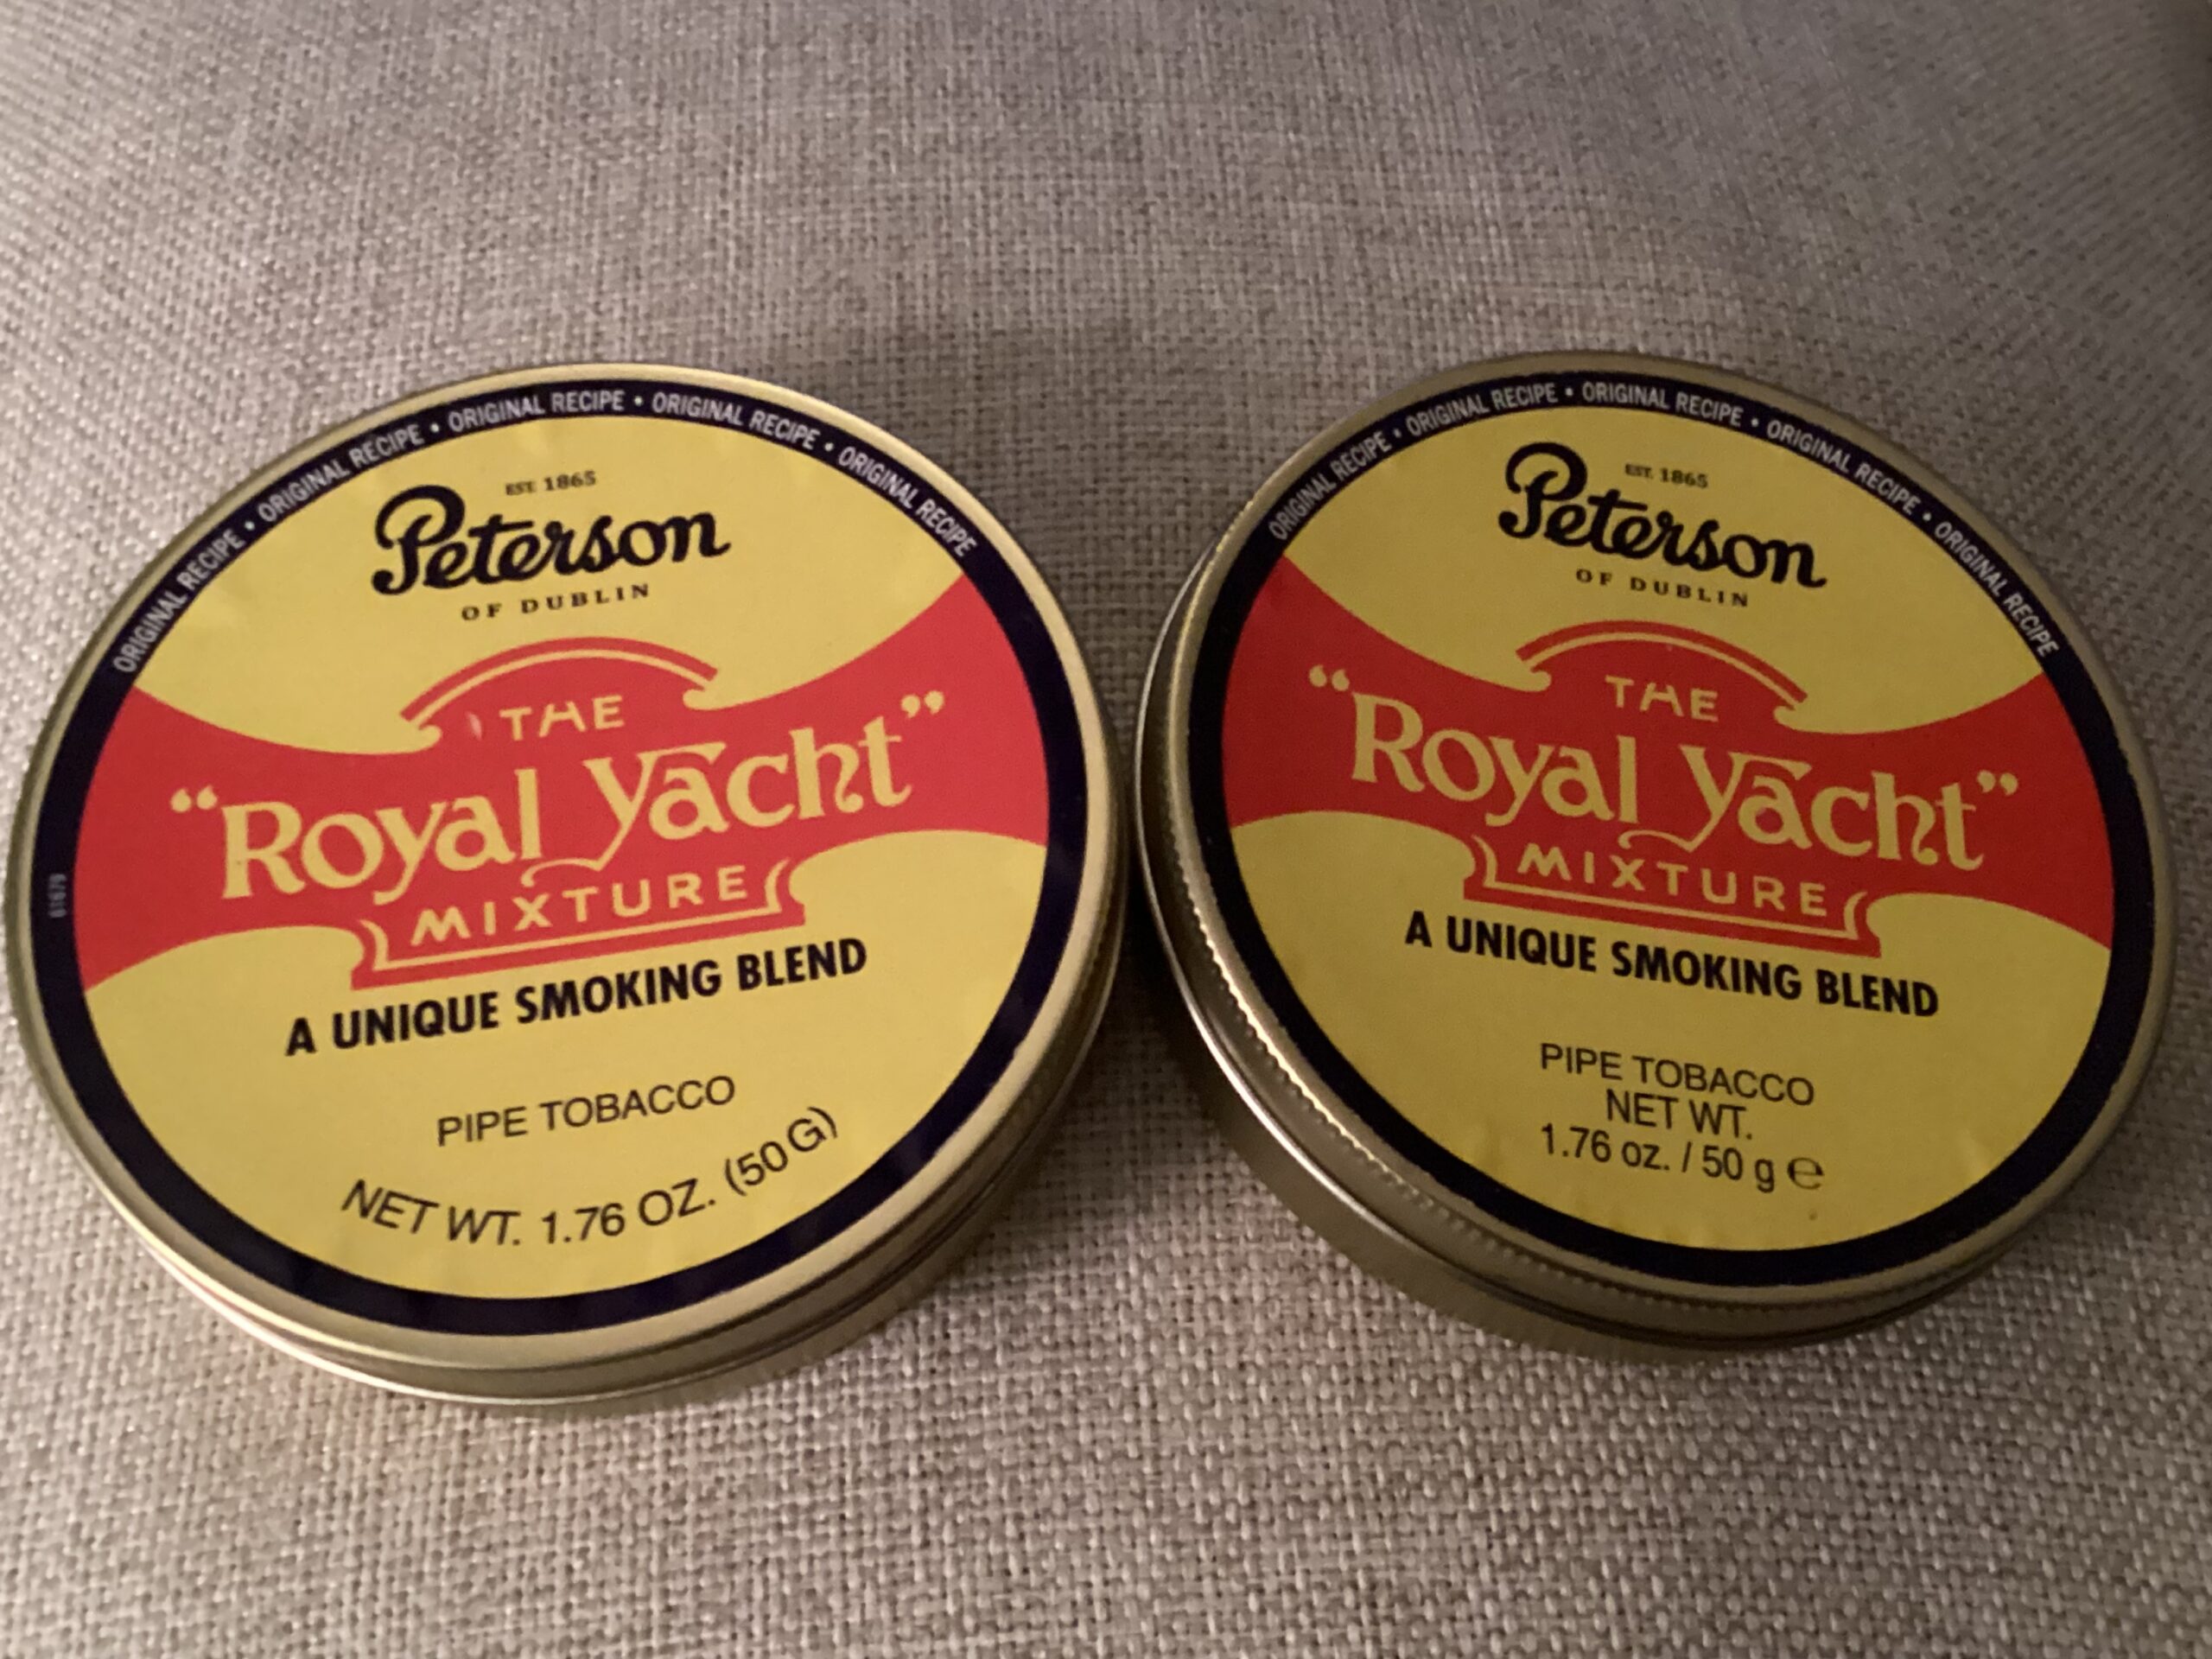 ORIGINAL RECIPE • ORIGINAL RECIPE • ORIGINAL RECIPE • ORIGINAL RECIPE • ORIGINAL RECIPE
EST 1865
Peterson
OF DUBLIN
THE
“Royal Yacht”
MIXTURE
A UNIQUE SMOKING BLEND
PIPE TOBACCO
NET WT. 1.76 OZ. (50 G)
ORIGINAL RECIPE • ORIGINAL RECIPE • ORIGINAL RECIPE • ORIGINAL RECIPE • ORIGINAL RECIPE
EST. 1865
Peterson
OF DUBLIN
THE
“Royal Yacht”
MIXTURE
A UNIQUE SMOKING BLEND
PIPE TOBACCO
NET WT.
1.76 oz. / 50 g ℮